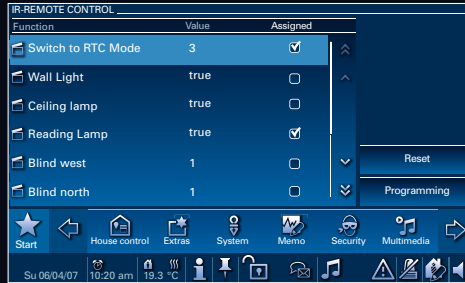 IR-REMOTE CONTROL
Function Value Assigned
Switch to RTC Mode 3
Wall Light true
Ceiling lamp true
Reading Lamp true
Blind west 1
Blind north 1
Reset
Programming
Start House control Extras System Memo Security Multimedia
Su 06/04/07 10:20 am 19.3 °C